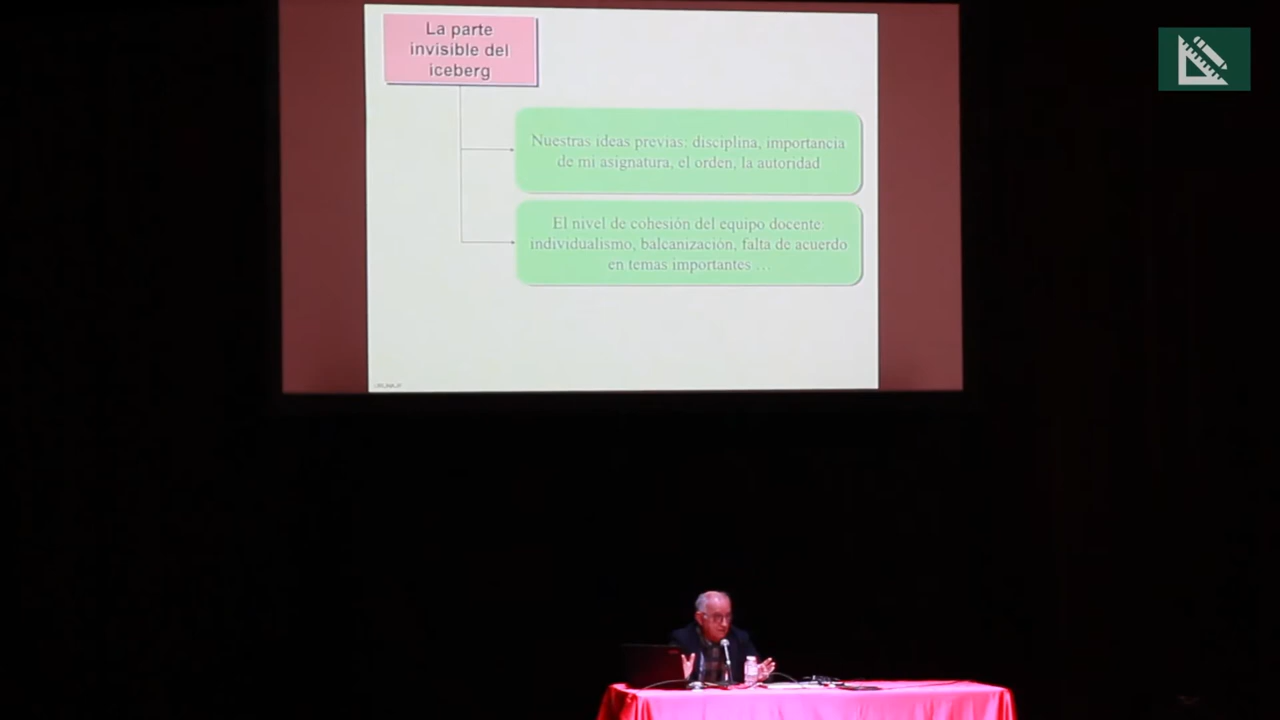 La parte
invisible del
iceberg
Nuestras ideas previas: disciplina, importancia
de mi asignatura, el orden, la autoridad
El nivel de cohesión del equipo docente:
individualismo, balcanización, falta de acuerdo
en temas importantes …